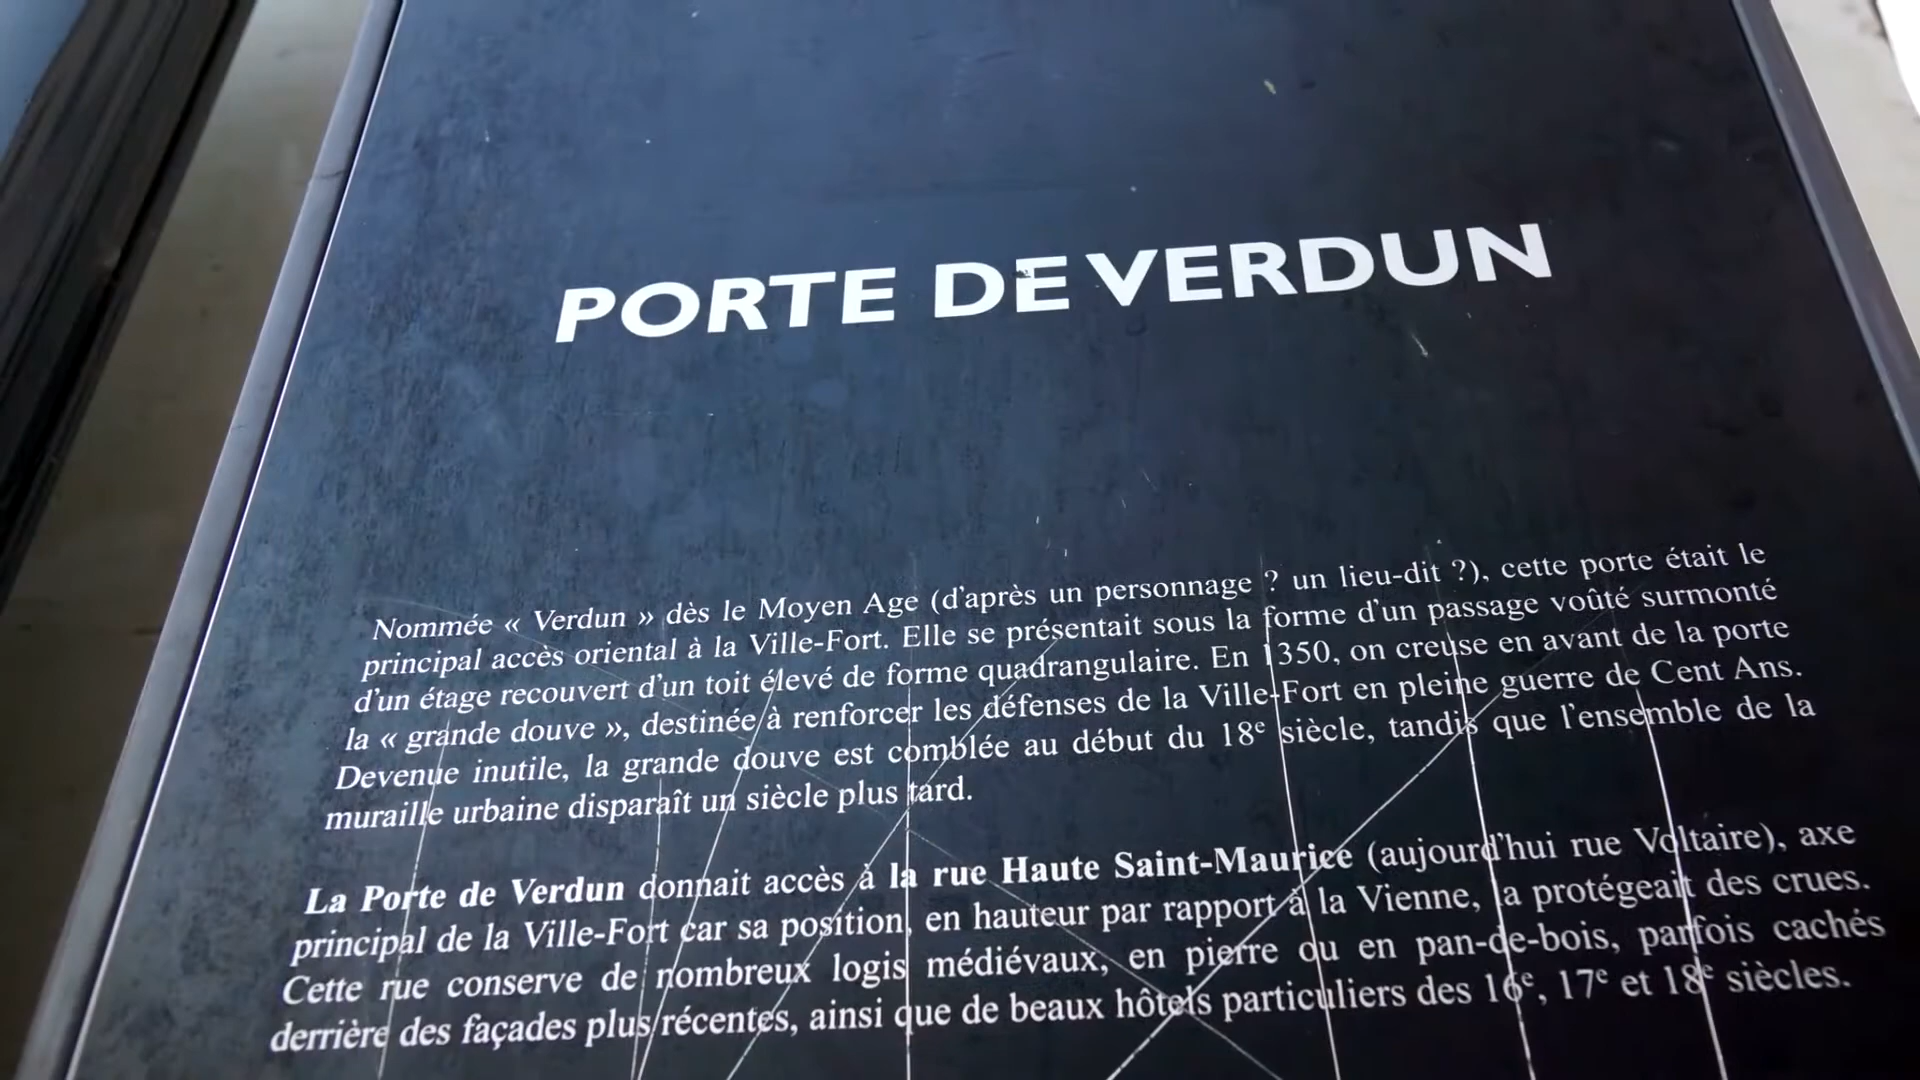 PORTE DE VERDUN
Nommée « Verdun » dès le Moyen Age (d'après un personnage ? un lieu-dit ?), cette porte était le
principal accès oriental à la Ville-Fort. Elle se présentait sous la forme d'un passage voûté surmonté
d'un étage recouvert d'un toit élevé de forme quadrangulaire. En 1350, on creuse en avant de la porte
la « grande douve », destinée à renforcer les défenses de la Ville-Fort en pleine guerre de Cent Ans.
Devenue inutile, la grande douve est comblée au début du 18e siècle, tandis que l'ensemble de la
muraille urbaine disparaît un siècle plus tard.
La Porte de Verdun donnait accès à la rue Haute Saint-Maurice (aujourd'hui rue Voltaire), axe
principal de la Ville-Fort car sa position, en hauteur par rapport à la Vienne, la protégeait des crues.
Cette rue conserve de nombreux logis médiévaux, en pierre ou en pan-de-bois, parfois cachés
derrière des façades plus récentes, ainsi que de beaux hôtels particuliers des 16e, 17e et 18e siècles.